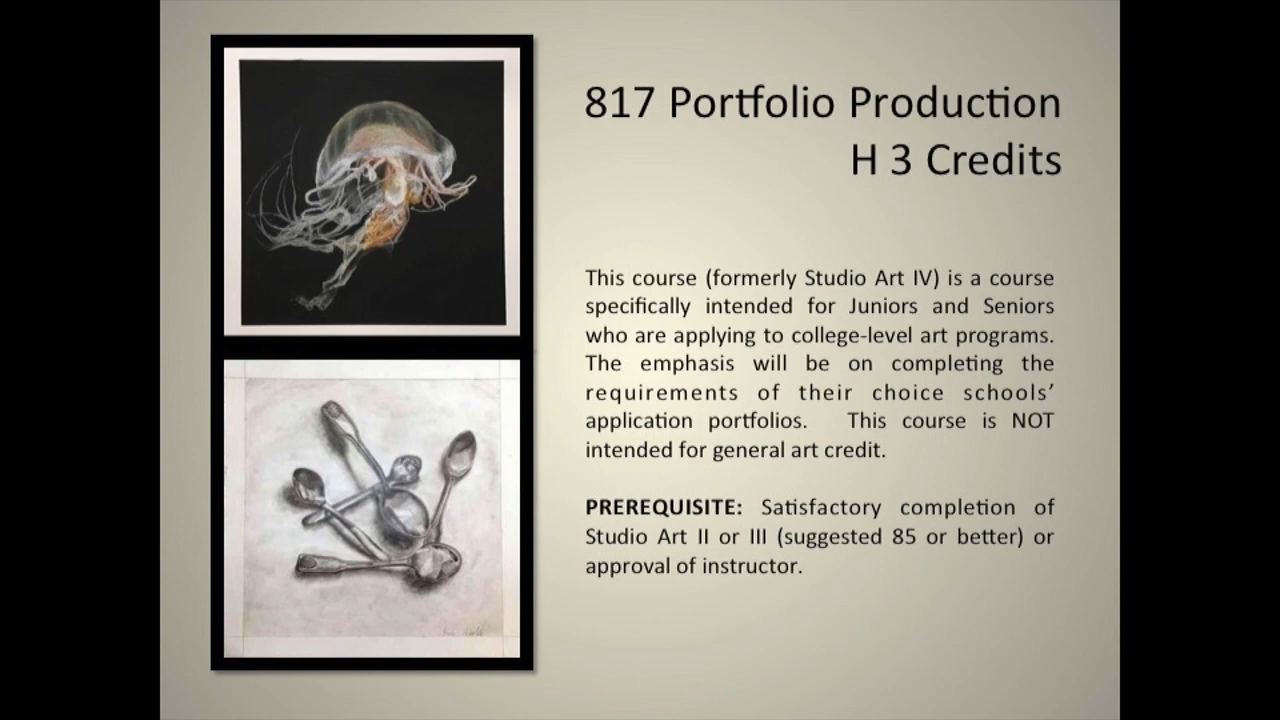 817 Portfolio Production
H 3 Credits
This course (formerly Studio Art IV) is a course
specifically intended for Juniors and Seniors
who are applying to college-level art programs.
The emphasis will be on completing the
requirements of their choice schools’
application portfolios. This course is NOT
intended for general art credit.
PREREQUISITE: Satisfactory completion of
Studio Art II or III (suggested 85 or better) or
approval of instructor.